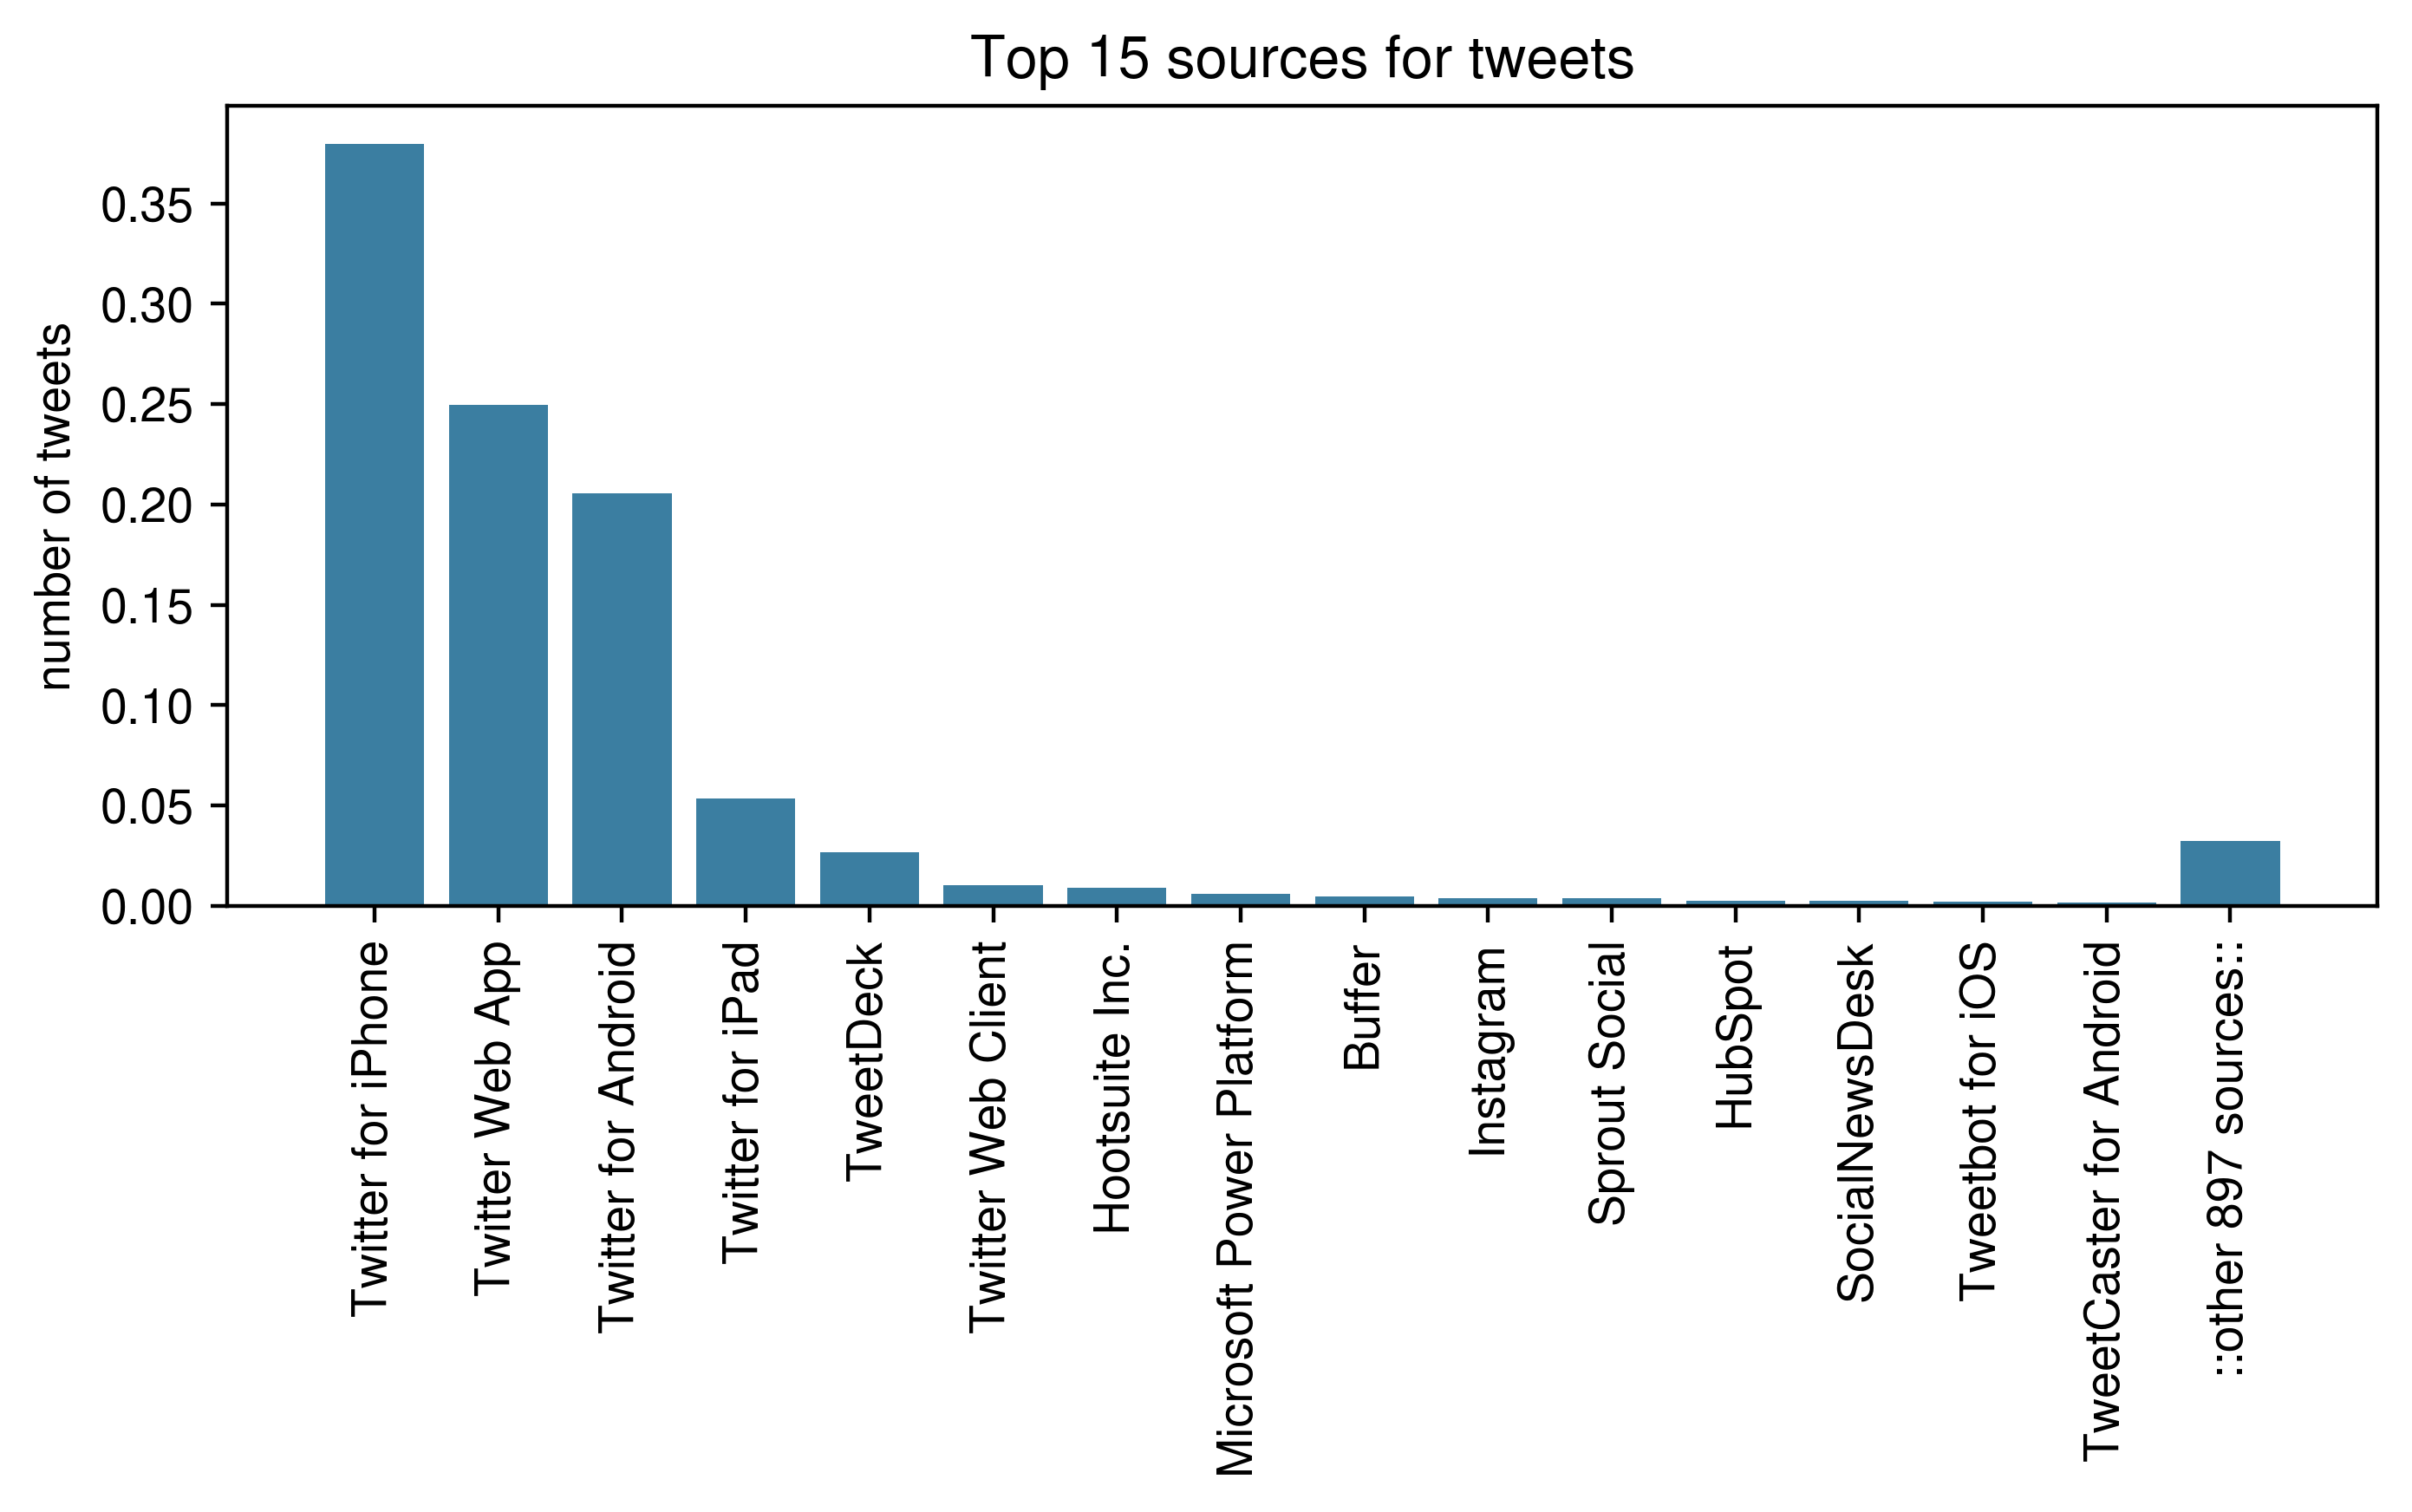 Top 15 sources for tweets
number of tweets
0.35
0.30
0.25
0.20
0.15
0.10
0.05
0.00
Twitter for iPhone
Twitter Web App
Twitter for Android
Twitter for iPad
TweetDeck
Twitter Web Client
Hootsuite Inc.
Microsoft Power Platform
Buffer
Instagram
Sprout Social
HubSpot
SocialNewsDesk
Tweetbot for iOS
TweetCaster for Android
::other 897 sources::